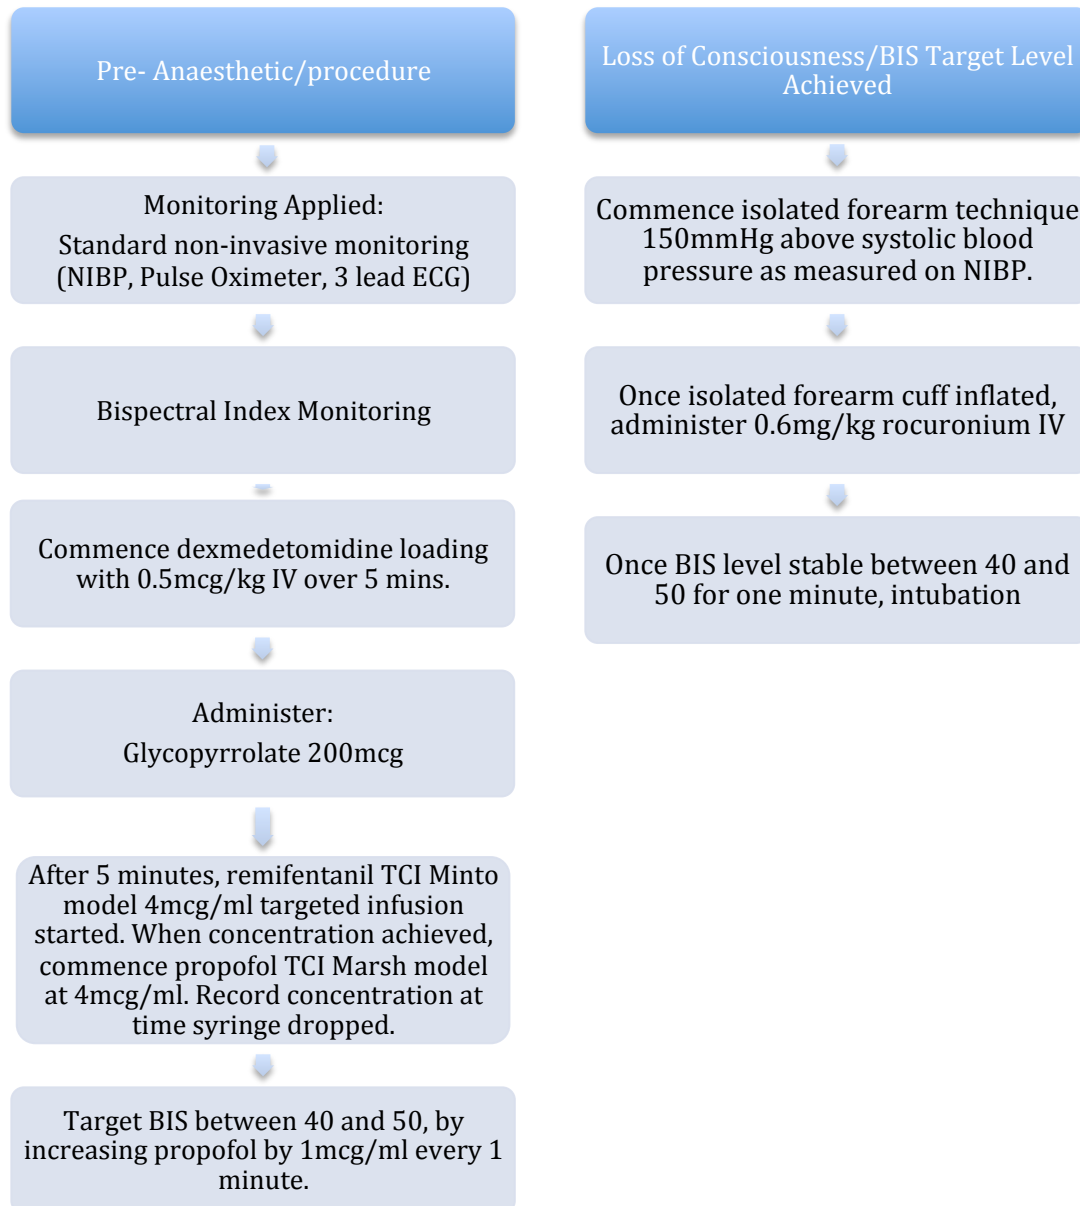 Pre- Anaesthetic/procedure
Monitoring Applied:
Standard non-invasive monitoring
(NIBP, Pulse Oximeter, 3 lead ECG)
Bispectral Index Monitoring
Commence dexmedetomidine loading
with 0.5mcg/kg IV over 5 mins.
Administer:
Glycopyrrolate 200mcg
After 5 minutes, remifentanil TCI Minto
model 4mcg/ml targeted infusion
started. When concentration achieved,
commence propofol TCI Marsh model
at 4mcg/ml. Record concentration at
time syringe dropped.
Target BIS between 40 and 50, by
increasing propofol by 1mcg/ml every 1
minute.
Loss of Consciousness/BIS Target Level
Achieved
Commence isolated forearm technique
150mmHg above systolic blood
pressure as measured on NIBP.
Once isolated forearm cuff inflated,
administer 0.6mg/kg rocuronium IV
Once BIS level stable between 40 and
50 for one minute, intubation